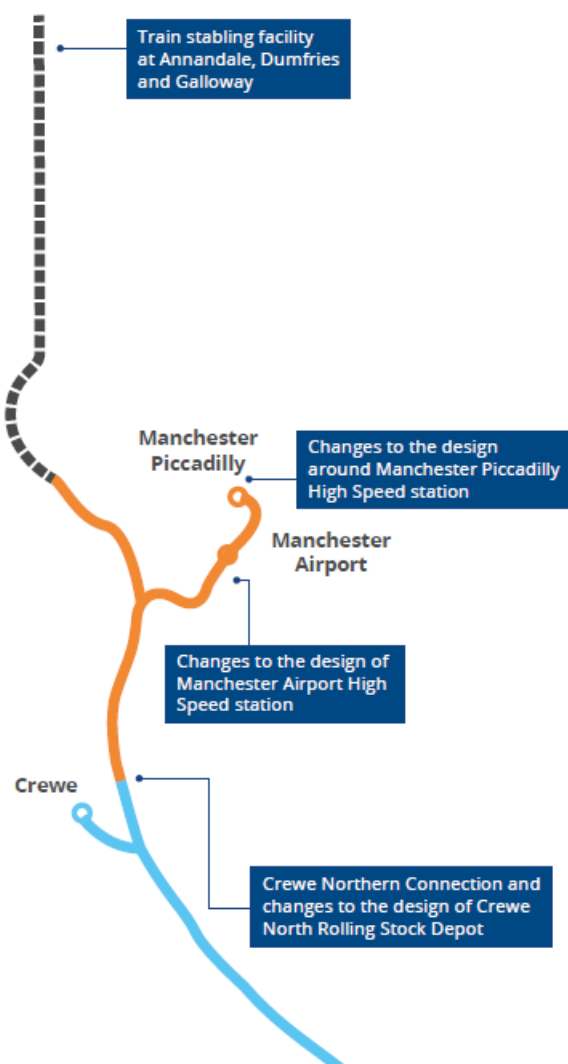 Train stabling facility
at Annandale, Dumfries
and Galloway
Manchester
Piccadilly
Changes to the design
around Manchester Piccadilly
High Speed station
Manchester
Airport
Changes to the design of
Manchester Airport High
Speed station
Crewe
Crewe Northern Connection and
changes to the design of Crewe
North Rolling Stock Depot